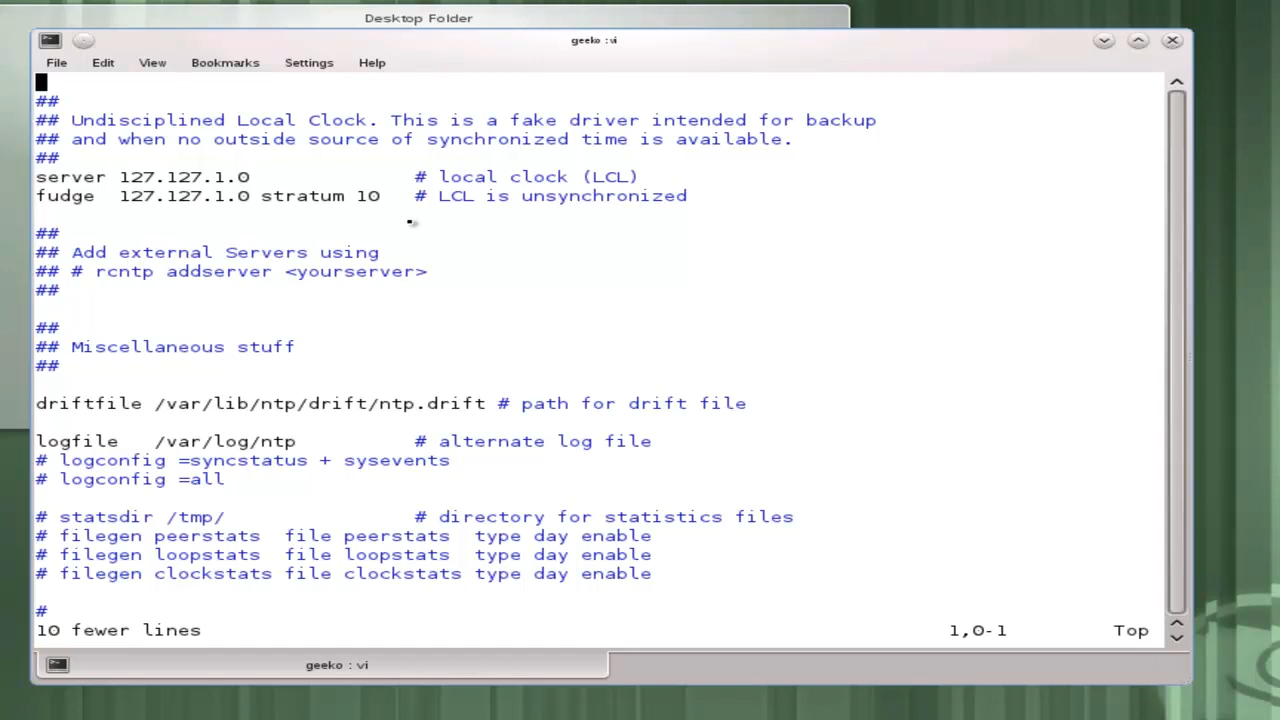 Desktop Folder
geeko : vi
File Edit View Bookmarks Settings Help
##
## Undisciplined Local Clock. This is a fake driver intended for backup
## and when no outside source of synchronized time is available.
##
server 127.127.1.0 # local clock (LCL)
fudge 127.127.1.0 stratum 10 # LCL is unsynchronized
##
## Add external Servers using
## # rcntp addserver <yourserver>
##
##
## Miscellaneous stuff
##
driftfile /var/lib/ntp/drift/ntp.drift # path for drift file
logfile /var/log/ntp # alternate log file
# logconfig =syncstatus + sysevents
# logconfig =all
# statsdir /tmp/ # directory for statistics files
# filegen peerstats file peerstats type day enable
# filegen loopstats file loopstats type day enable
# filegen clockstats file clockstats type day enable
#
10 fewer lines 1,0-1 Top
geeko : vi